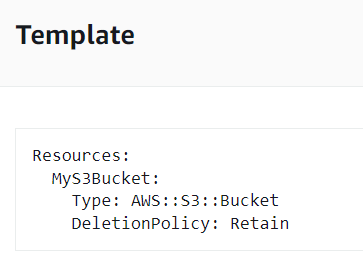 Template
Resources:
  MyS3Bucket:
    Type: AWS::S3::Bucket
    DeletionPolicy: Retain